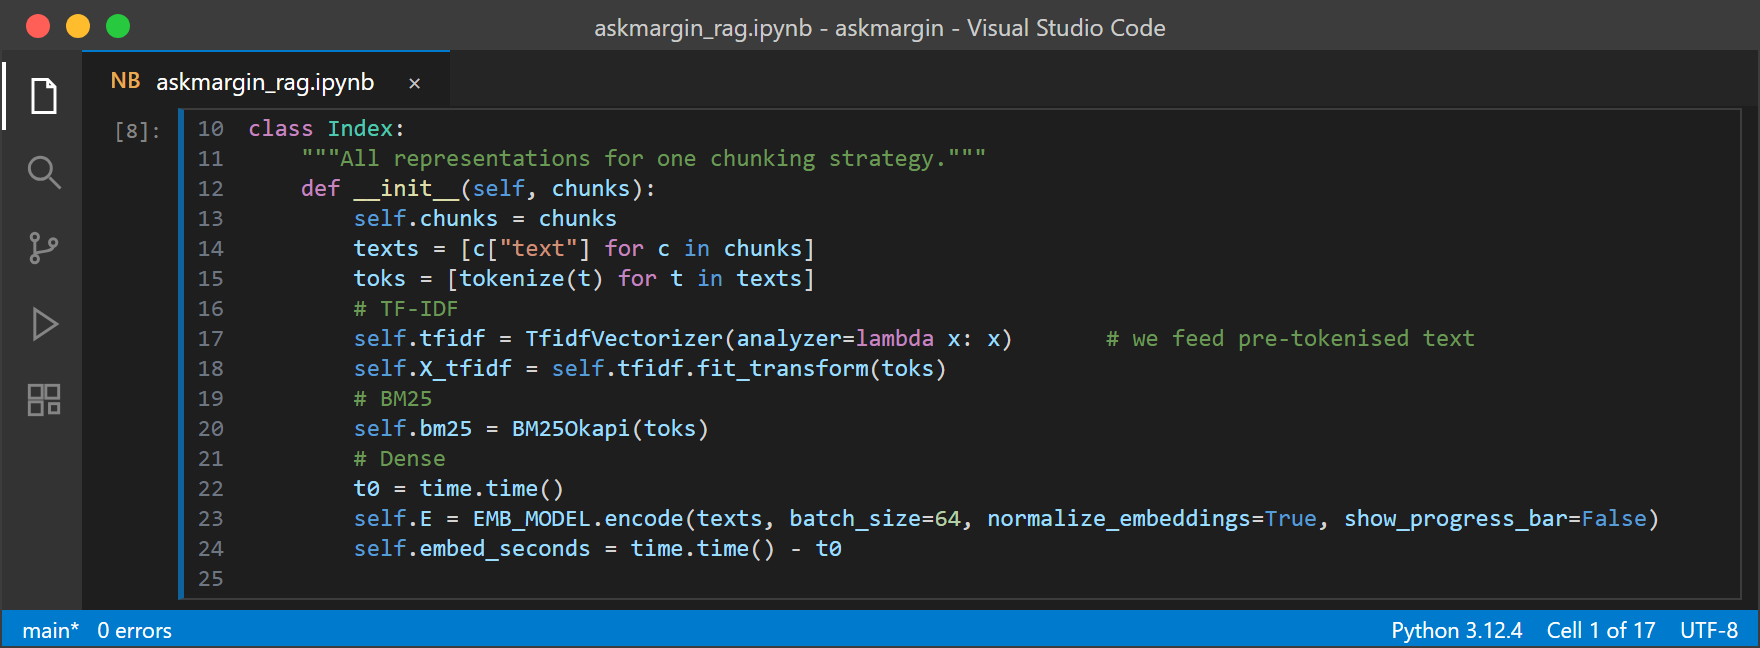 askmargin_rag.ipynb - askmargin - Visual Studio Code
NB askmargin_rag.ipynb ×
[8]:
10 class Index:
11     """All representations for one chunking strategy."""
12     def __init__(self, chunks):
13         self.chunks = chunks
14         texts = [c["text"] for c in chunks]
15         toks = [tokenize(t) for t in texts]
16         # TF-IDF
17         self.tfidf = TfidfVectorizer(analyzer=lambda x: x)       # we feed pre-tokenised text
18         self.X_tfidf = self.tfidf.fit_transform(toks)
19         # BM25
20         self.bm25 = BM25Okapi(toks)
21         # Dense
22         t0 = time.time()
23         self.E = EMB_MODEL.encode(texts, batch_size=64, normalize_embeddings=True, show_progress_bar=False)
24         self.embed_seconds = time.time() - t0
25
main* 0 errors Python 3.12.4 Cell 1 of 17 UTF-8